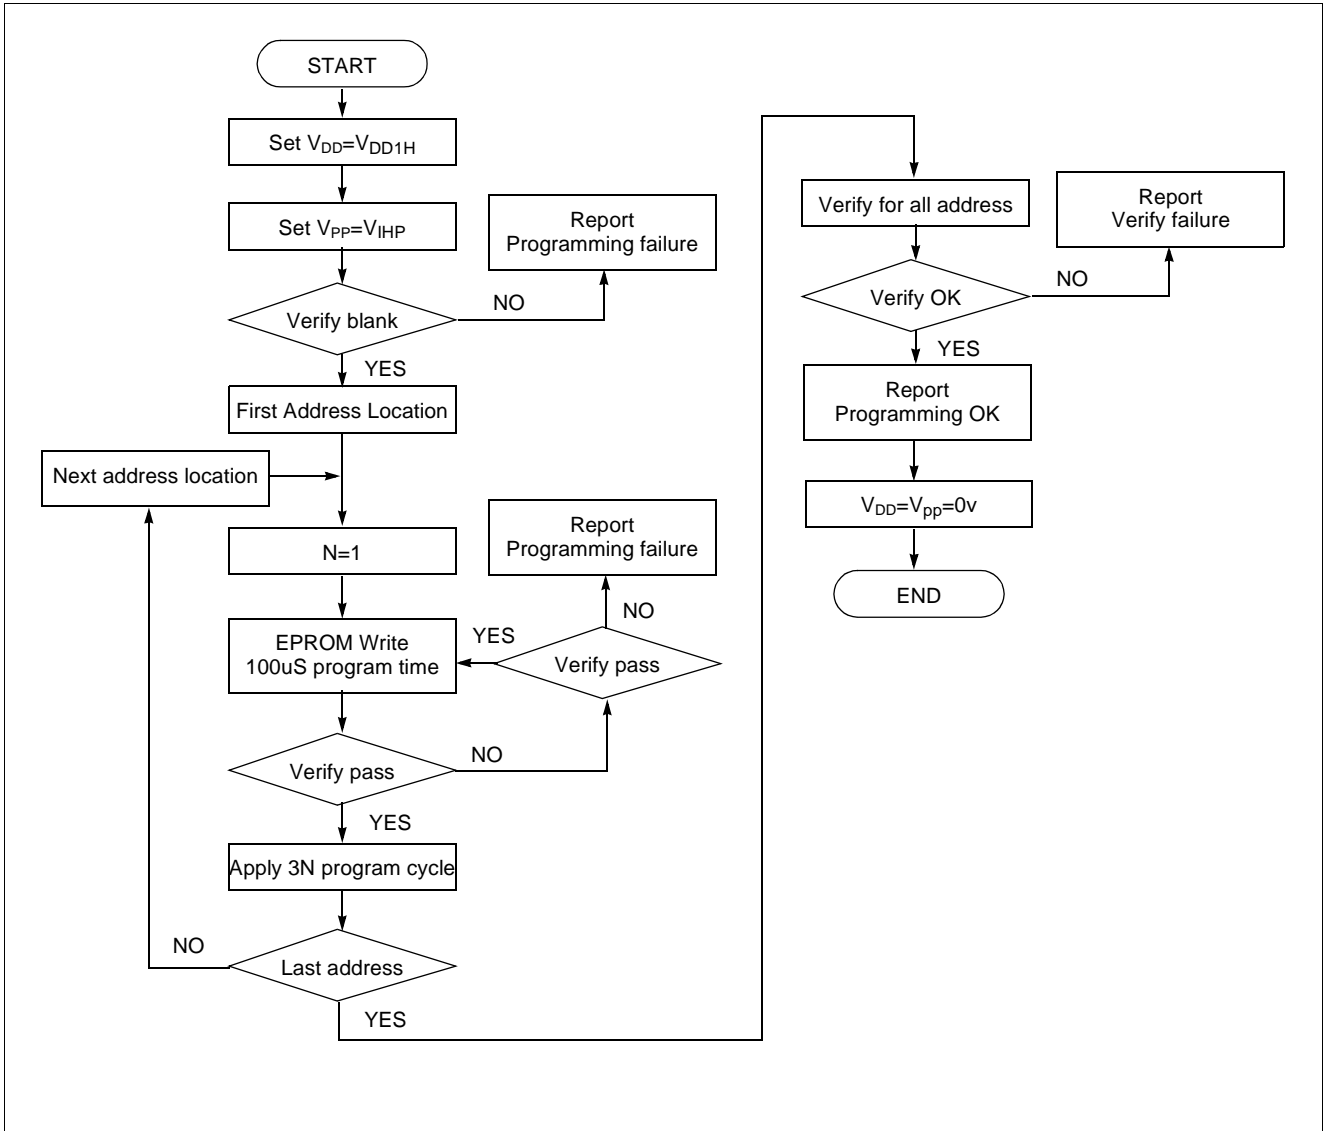 START
Set VDD=VDD1H
Set VPP=VIHP
Report
Programming failure
NO
Verify blank
YES
First Address Location
Next address location
N=1
Report
Programming failure
NO
EPROM Write
100uS program time
YES
Verify pass
Verify pass
NO
YES
Apply 3N program cycle
Last address
NO
YES
Verify for all address
Report
Verify failure
Verify OK
NO
YES
Report
Programming OK
VDD=Vpp=0v
END